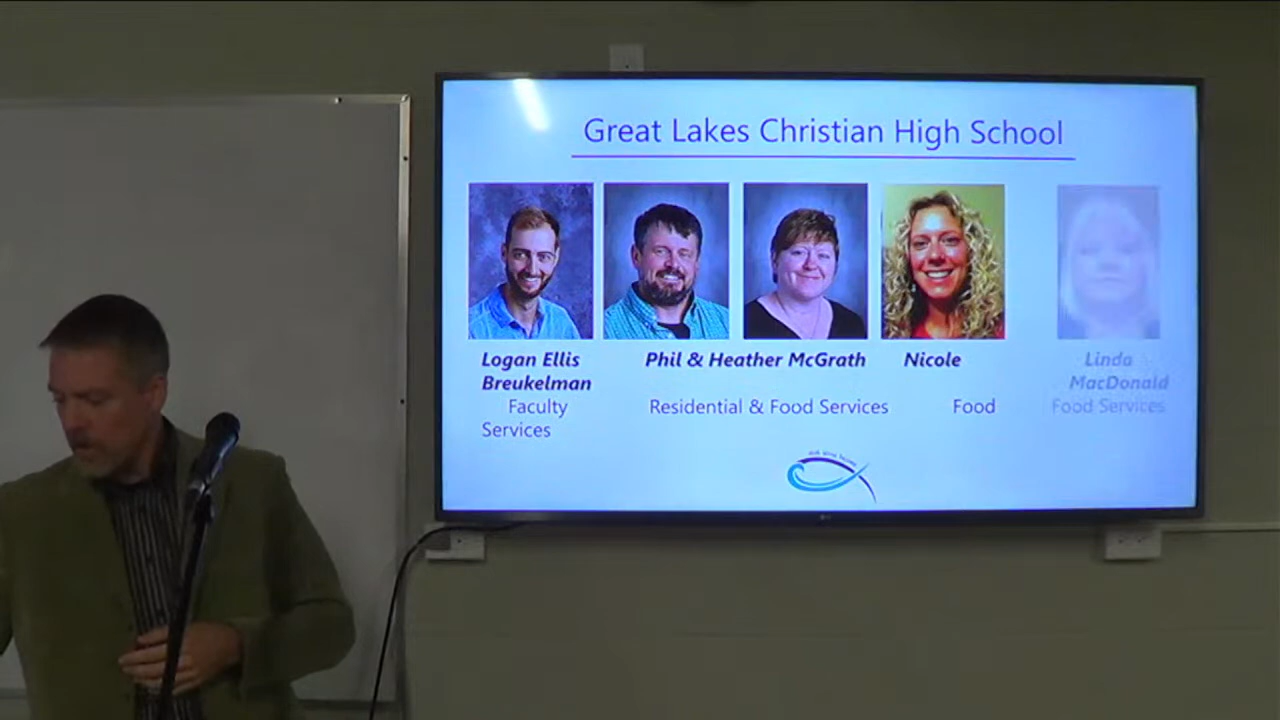 Great Lakes Christian High School
Logan Ellis
Breukelman
Faculty
Services
Phil & Heather McGrath
Residential & Food Services
Nicole
Food
Linda
MacDonald
Food Services